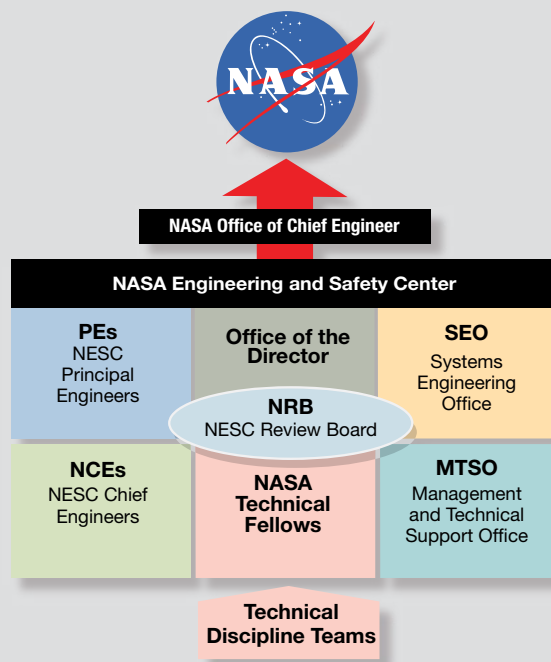 NASA
NASA Office of Chief Engineer
NASA Engineering and Safety Center
PEs
NESC
Principal
Engineers
Office of the
Director
SEO
Systems
Engineering
Office
NRB
NESC Review Board
NCEs
NESC Chief
Engineers
NASA
Technical
Fellows
MTSO
Management
and Technical
Support Office
Technical
Discipline Teams